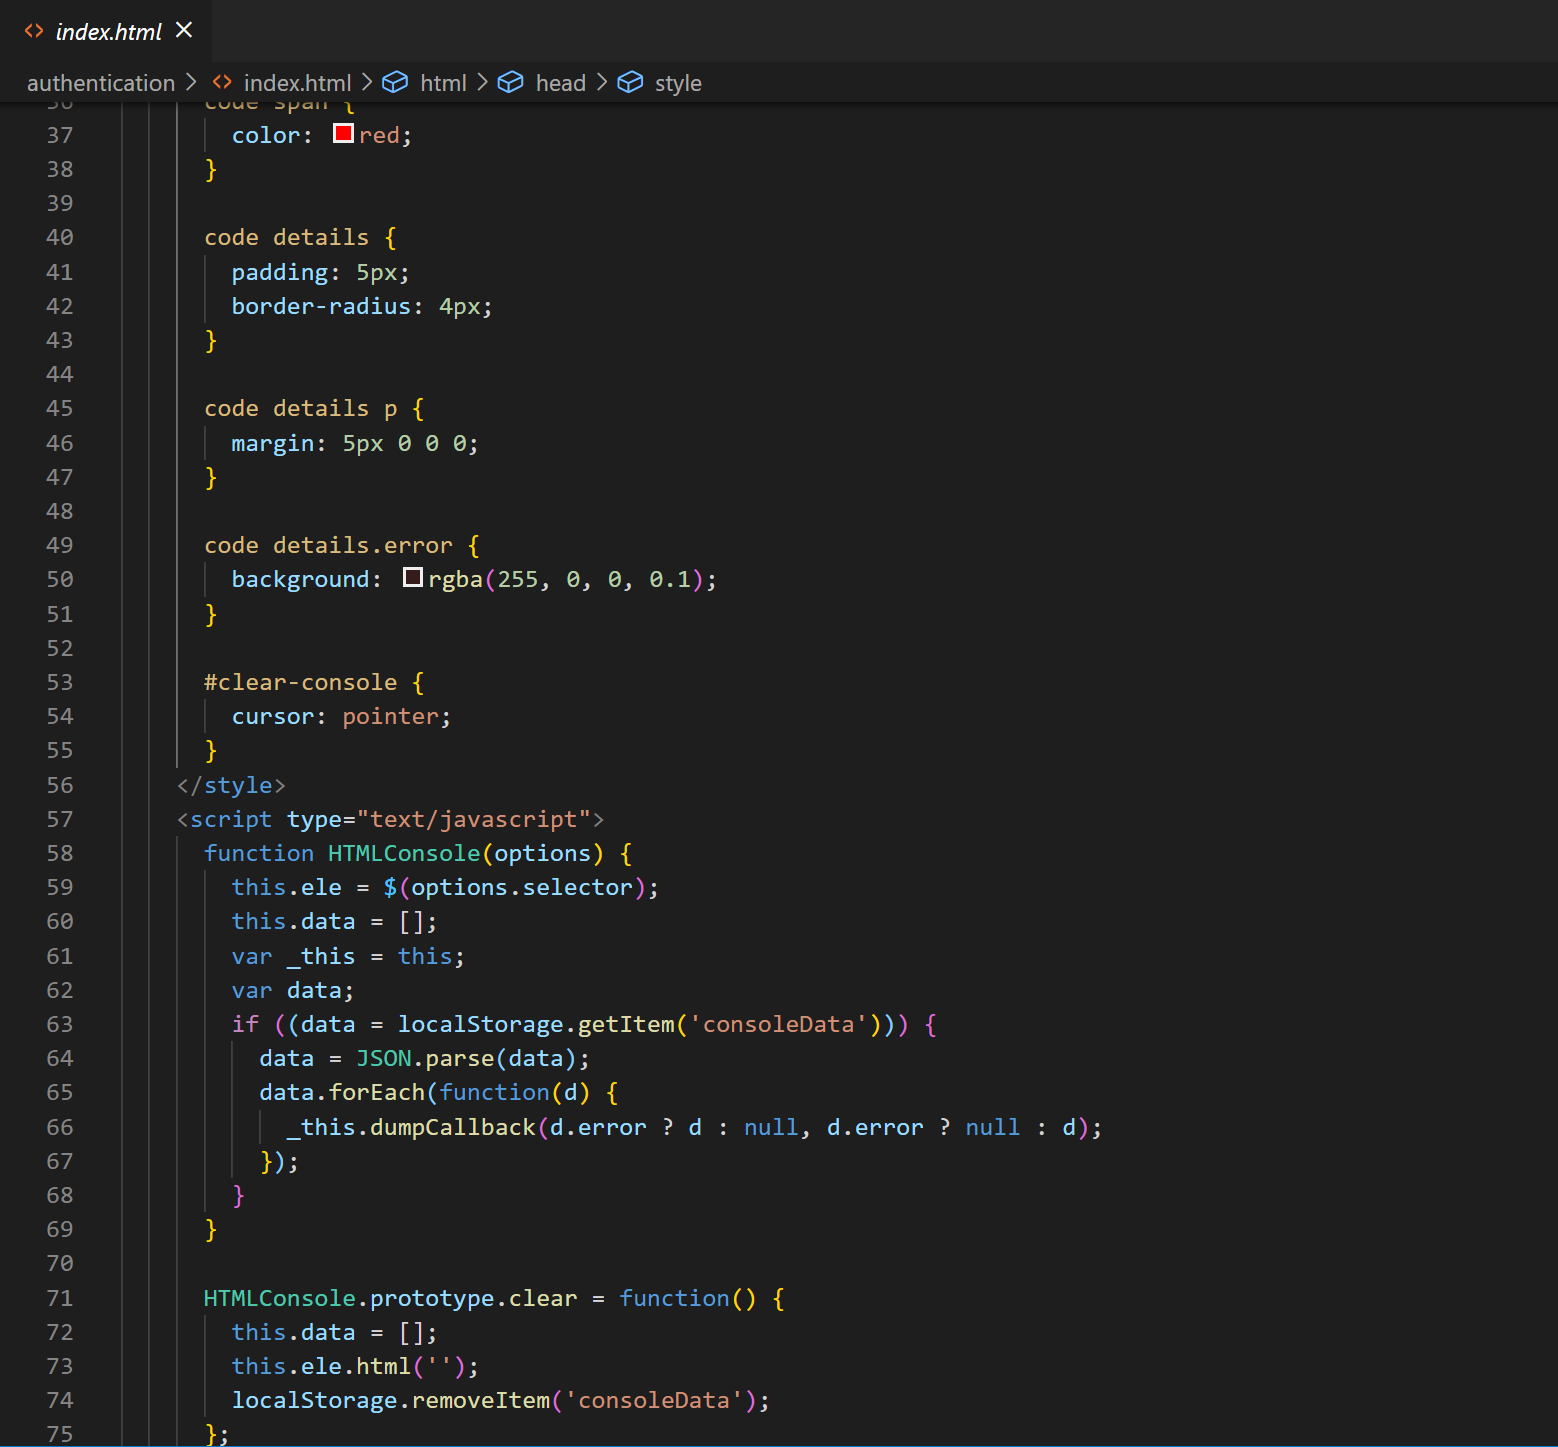 index.html
authentication > index.html > html > head > style
36 code span {
37 color: red;
38 }
39
40 code details {
41 padding: 5px;
42 border-radius: 4px;
43 }
44
45 code details p {
46 margin: 5px 0 0 0;
47 }
48
49 code details.error {
50 background: rgba(255, 0, 0, 0.1);
51 }
52
53 #clear-console {
54 cursor: pointer;
55 }
56 </style>
57 <script type="text/javascript">
58 function HTMLConsole(options) {
59 this.ele = $(options.selector);
60 this.data = [];
61 var _this = this;
62 var data;
63 if ((data = localStorage.getItem('consoleData'))) {
64 data = JSON.parse(data);
65 data.forEach(function(d) {
66 _this.dumpCallback(d.error ? d : null, d.error ? null : d);
67 });
68 }
69 }
70
71 HTMLConsole.prototype.clear = function() {
72 this.data = [];
73 this.ele.html('');
74 localStorage.removeItem('consoleData');
75 };